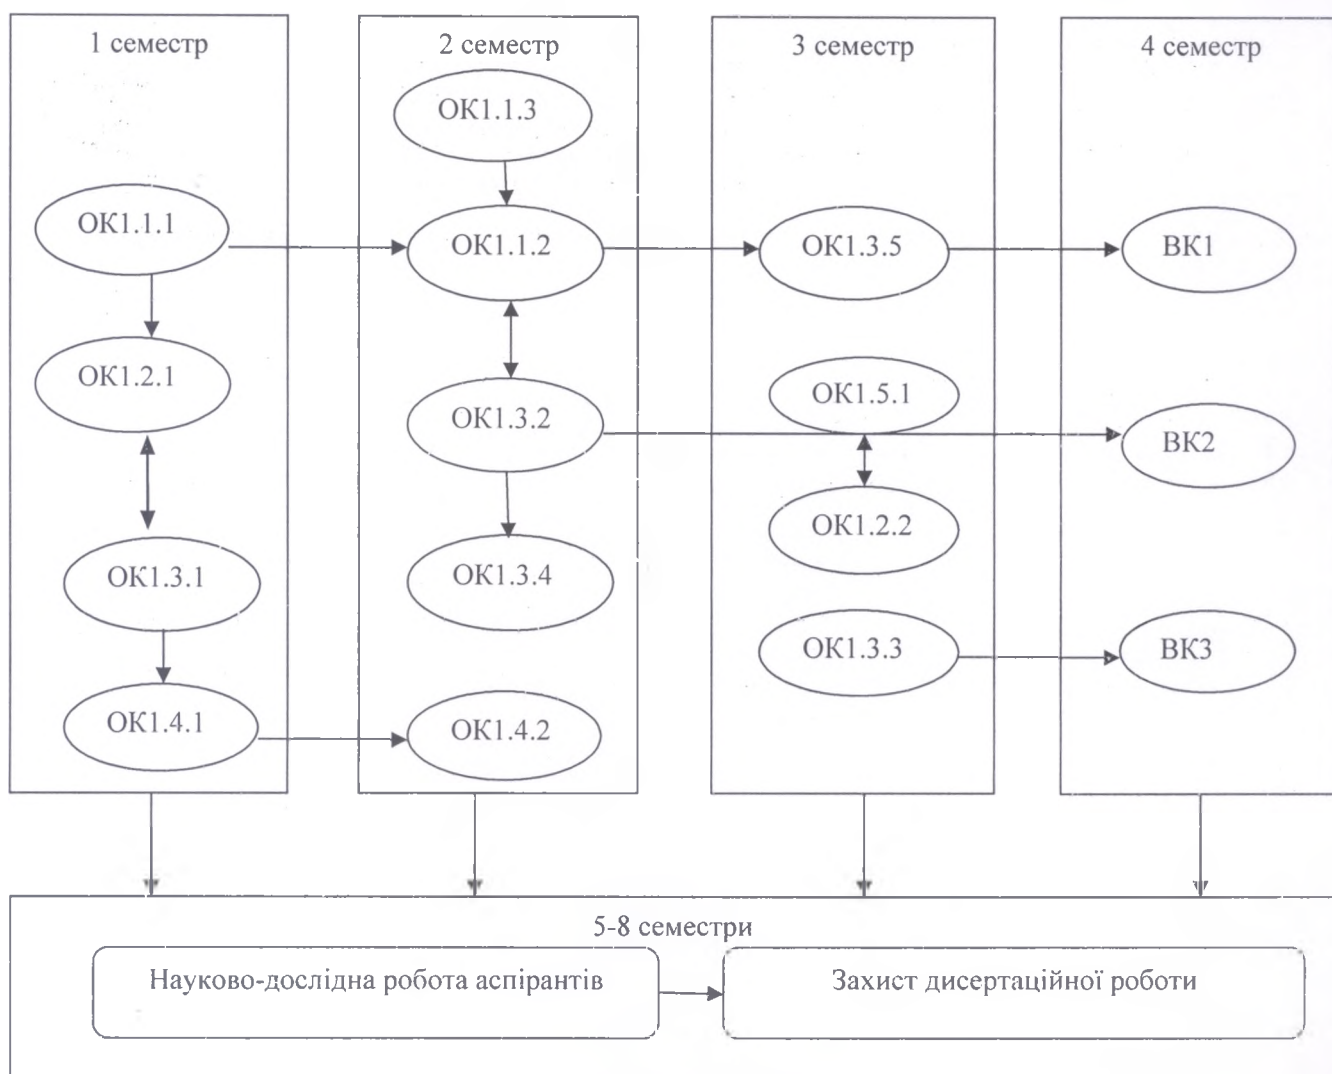 1 семестр
ОК1.1.1
ОК1.2.1
ОК1.3.1
ОК1.4.1
2 семестр
ОК1.1.3
ОК1.1.2
ОК1.3.2
ОК1.3.4
ОК1.4.2
3 семестр
ОК1.3.5
ОК1.5.1
ОК1.2.2
ОК1.3.3
4 семестр
ВК1
ВК2
ВК3
5-8 семестри
Науково-дослідна робота аспірантів
Захист дисертаційної роботи